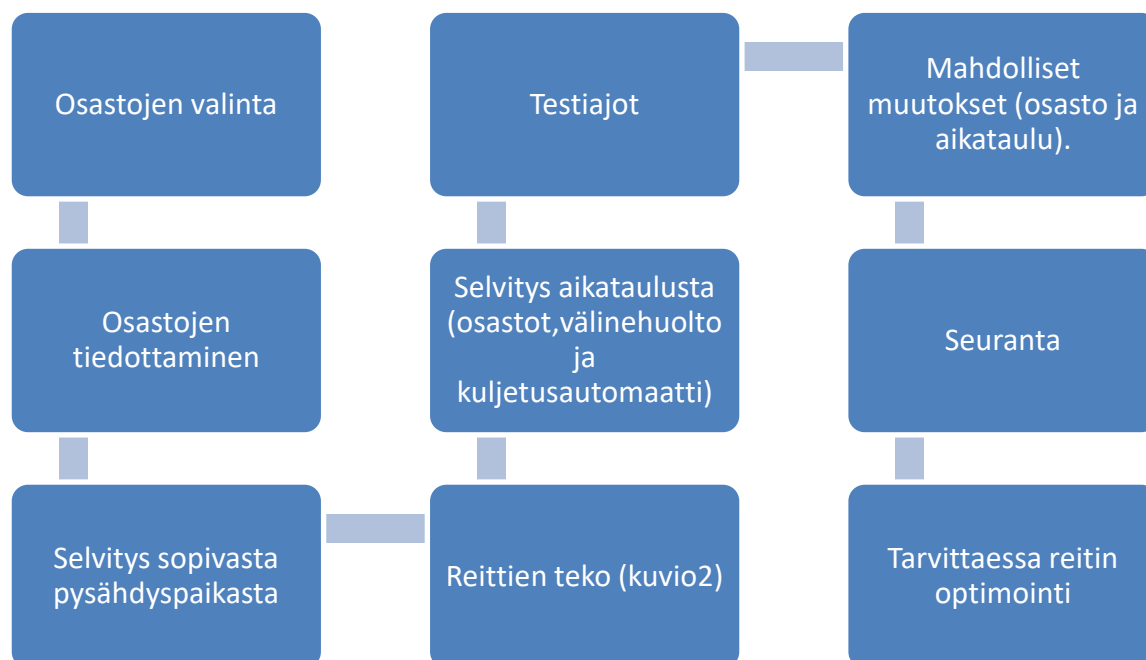 Osastojen valinta
Osastojen
tiedottaminen
Selvitys sopivasta
pysähdyspaikasta
Reittien teko (kuvio2)
Selvitys aikataulusta
(osastot,välinehuolto
ja
kuljetusautomaatti)
Testiajot
Mahdolliset
muutokset (osasto ja
aikataulu).
Seuranta
Tarvittaessa reitin
optimointi